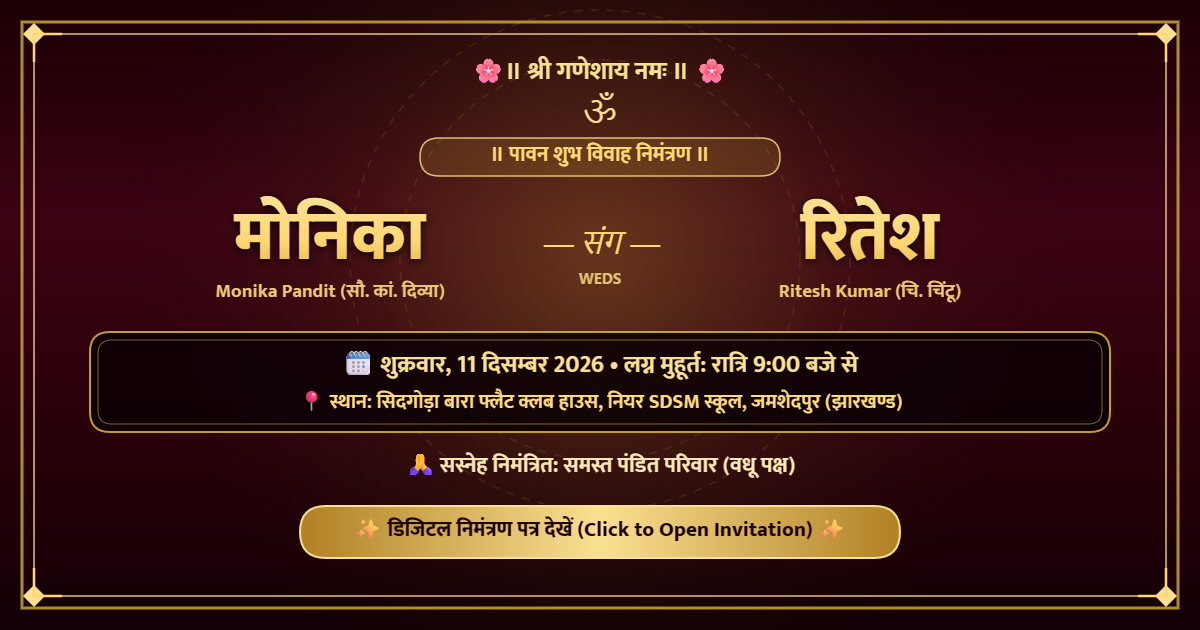 🌸 ॥ श्री गणेशाय नमः ॥ 🌸
ॐ
॥ पावन शुभ विवाह निमंत्रण ॥
मोनिका
— संग —
रितेश
WEDS
Monika Pandit (सौ. कां. दिव्या)
Ritesh Kumar (चि. चिंटू)
🗓️ शुक्रवार, 11 दिसम्बर 2026 • लग्न मुहूर्त: रात्रि 9:00 बजे से
📍 स्थान: सिदगोड़ा बारा फ्लैट क्लब हाउस, नियर SDSM स्कूल, जमशेदपुर (झारखण्ड)
🙏 सस्नेह निमंत्रित: समस्त पंडित परिवार (वधू पक्ष)
✨ डिजिटल निमंत्रण पत्र देखें (Click to Open Invitation) ✨